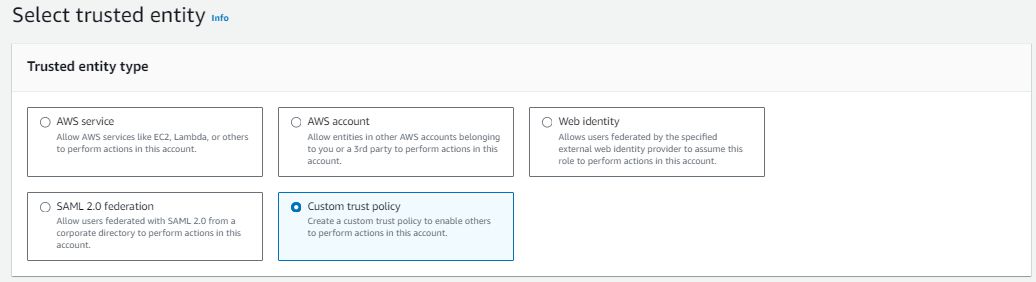 Select trusted entity Info
Trusted entity type
AWS service
Allow AWS services like EC2, Lambda, or others
to perform actions in this account.
AWS account
Allow entities in other AWS accounts belonging
to you or a 3rd party to perform actions in this
account.
Web identity
Allows users federated by the specified
external web identity provider to assume this
role to perform actions in this account.
SAML 2.0 federation
Allow users federated with SAML 2.0 from a
corporate directory to perform actions in this
account.
Custom trust policy
Create a custom trust policy to enable others
to perform actions in this account.